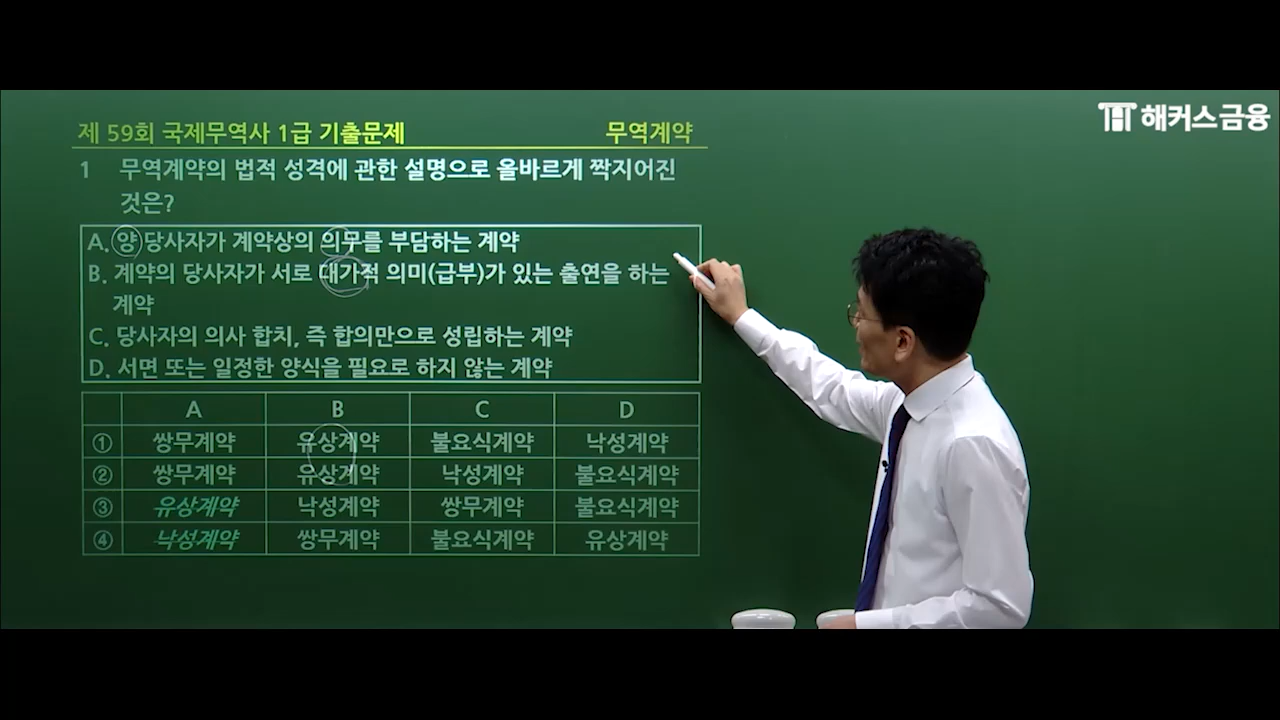 해커스금융
제 59회 국제무역사 1급 기출문제 무역계약
1 무역계약의 법적 성격에 관한 설명으로 올바르게 짝지어진
것은?
A. 양 당사자가 계약상의 의무를 부담하는 계약
B. 계약의 당사자가 서로 대가적 의미(급부)가 있는 출연을 하는
계약
C. 당사자의 의사 합치, 즉 합의만으로 성립하는 계약
D. 서면 또는 일정한 양식을 필요로 하지 않는 계약
A B C D
① 쌍무계약 유상계약 불요식계약 낙성계약
② 쌍무계약 유상계약 낙성계약 불요식계약
③ 유상계약 낙성계약 쌍무계약 불요식계약
④ 낙성계약 쌍무계약 불요식계약 유상계약